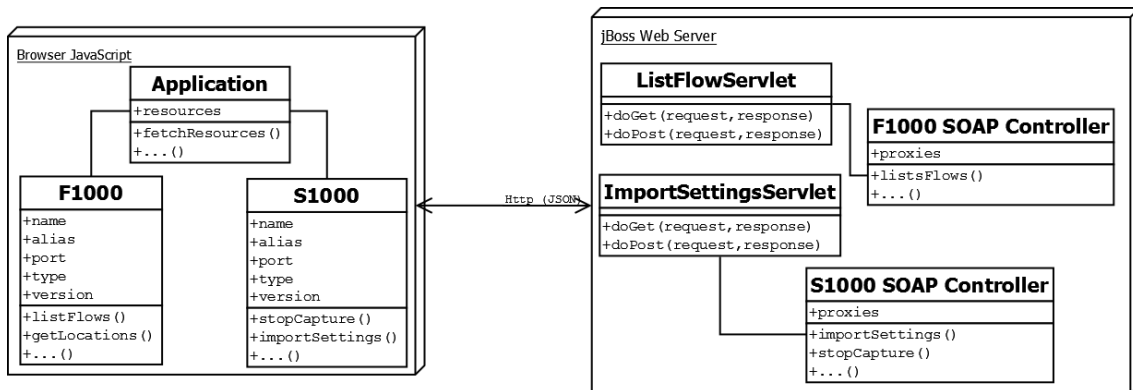 Browser JavaScript
Application
+resources
+fetchResources()
+...()
F1000
+name
+alias
+port
+type
+version
+listFlows()
+getLocations()
+...()
S1000
+name
+alias
+port
+type
+version
+stopCapture()
+importSettings()
+...()
Http (JSON)
jBoss Web Server
ListFlowServlet
+doGet(request,response)
+doPost(request,response)
F1000 SOAP Controller
+proxies
+listsFlows()
+...()
ImportSettingsServlet
+doGet(request,response)
+doPost(request,response)
S1000 SOAP Controller
+proxies
+importSettings()
+stopCapture()
+...()